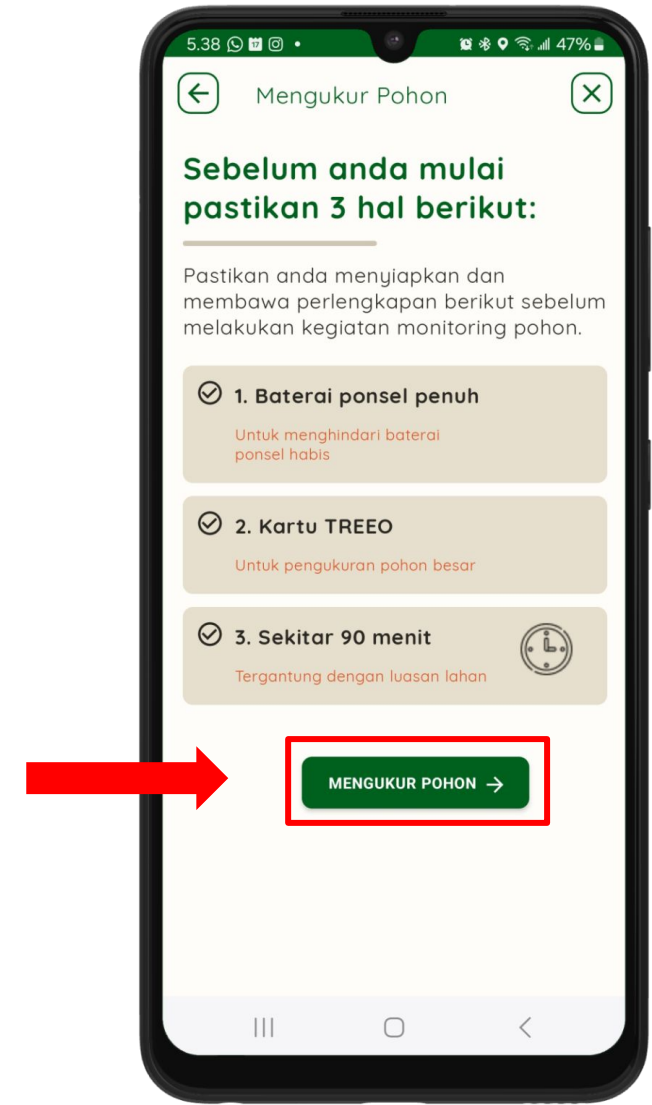 5.38 47%
Mengukur Pohon
Sebelum anda mulai
pastikan 3 hal berikut:
Pastikan anda menyiapkan dan
membawa perlengkapan berikut sebelum
melakukan kegiatan monitoring pohon.
1. Baterai ponsel penuh
Untuk menghindari baterai
ponsel habis
2. Kartu TREEO
Untuk pengukuran pohon besar
3. Sekitar 90 menit
Tergantung dengan luasan lahan
MENGUKUR POHON →